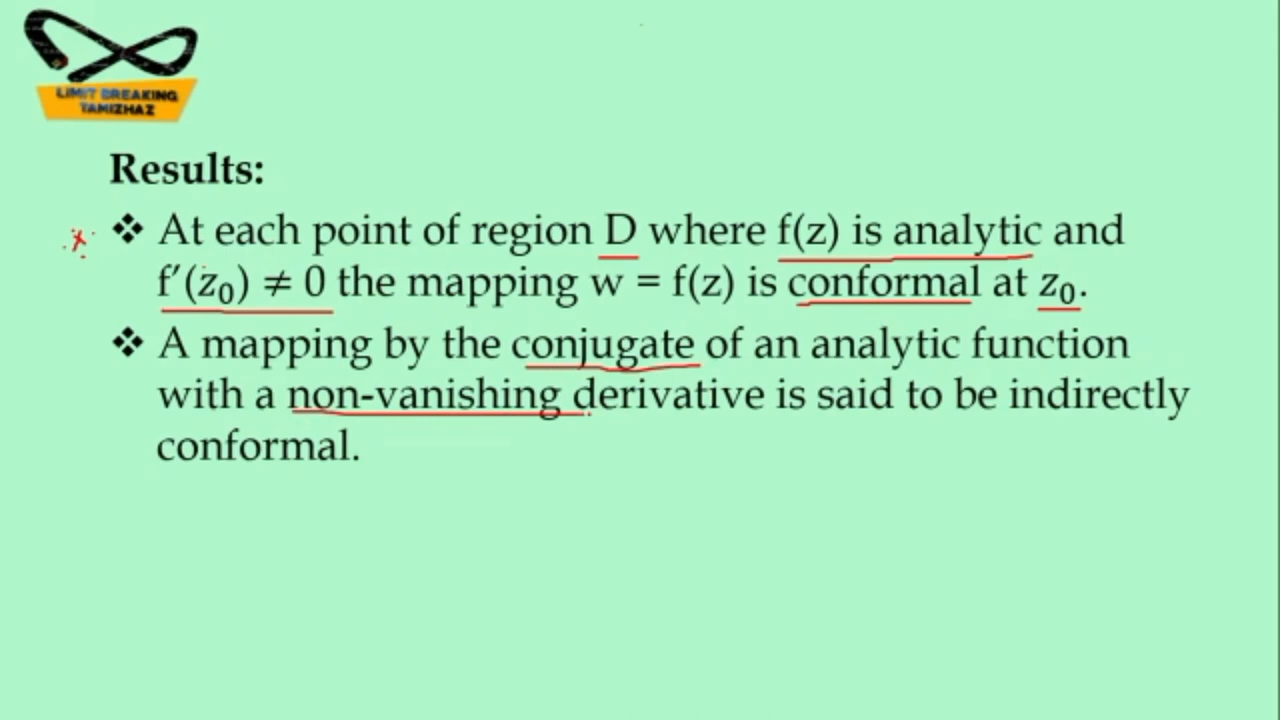 LIMIT BREAKING
TAMIZHAZ
Results:
❖ At each point of region D where f(z) is analytic and
f′(z₀) ≠ 0 the mapping w = f(z) is conformal at z₀.
❖ A mapping by the conjugate of an analytic function
with a non-vanishing derivative is said to be indirectly
conformal.